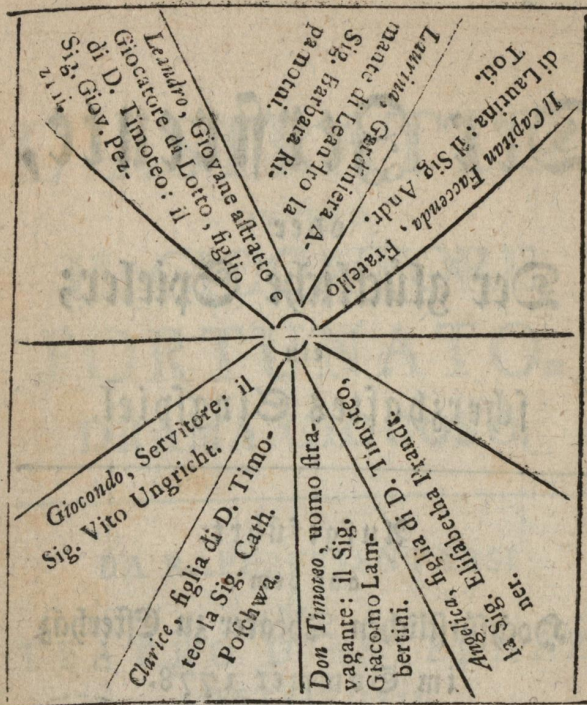 Leandro, Giovane astratto e
Giocatore di Lotto, figlio
di D. Timoteo: il
Sig. Giov. Pez-
zi.
Laurina, Gardiniera A-
mante di Leandro la
Sig. Barbara Ri-
pamoni.
Il Capitan Faccenda, Fratello
di Laurina: il Sig. Andr.
Toti.
Giocondo, Servitore; il
Sig. Vito Ungricht.
Clarice, figlia di D. Timo-
teo la Sig. Cath.
Poſchwa.
Don Timoteo, uomo ſtra-
vagante: il Sig.
Giacomo Lam-
bertini.
Angelica, figlia di D. Timoteo,
la Sig. Eliſabetha Prandt-
ner.